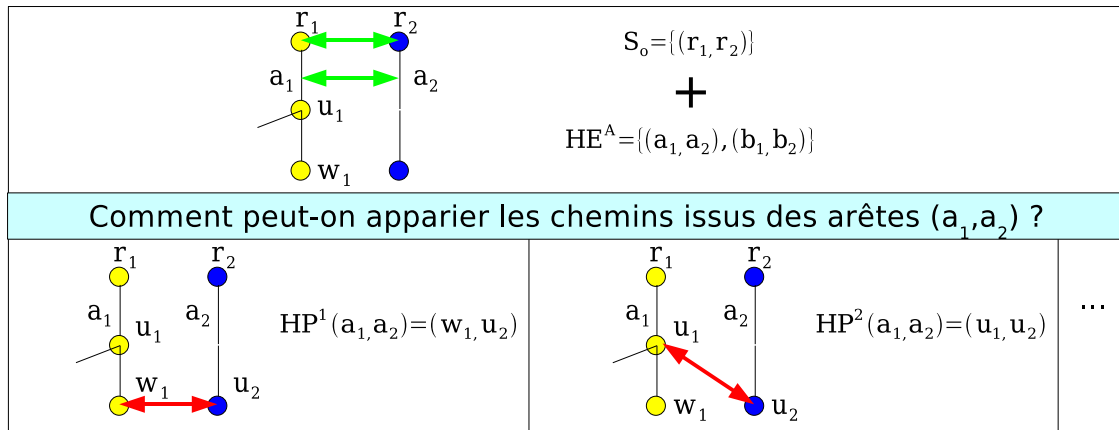 r₁ r₂
Sₒ={(r₁,r₂)}
a₁ a₂
+
u₁
HEᴬ={(a₁,a₂),(b₁,b₂)}
w₁
Comment peut-on apparier les chemins issus des arêtes (a₁,a₂) ?
r₁ r₂
a₁ a₂
u₁
HP¹(a₁,a₂)=(w₁,u₂)
w₁ u₂
r₁ r₂
a₁ a₂
u₁
HP²(a₁,a₂)=(u₁,u₂)
w₁ u₂
...